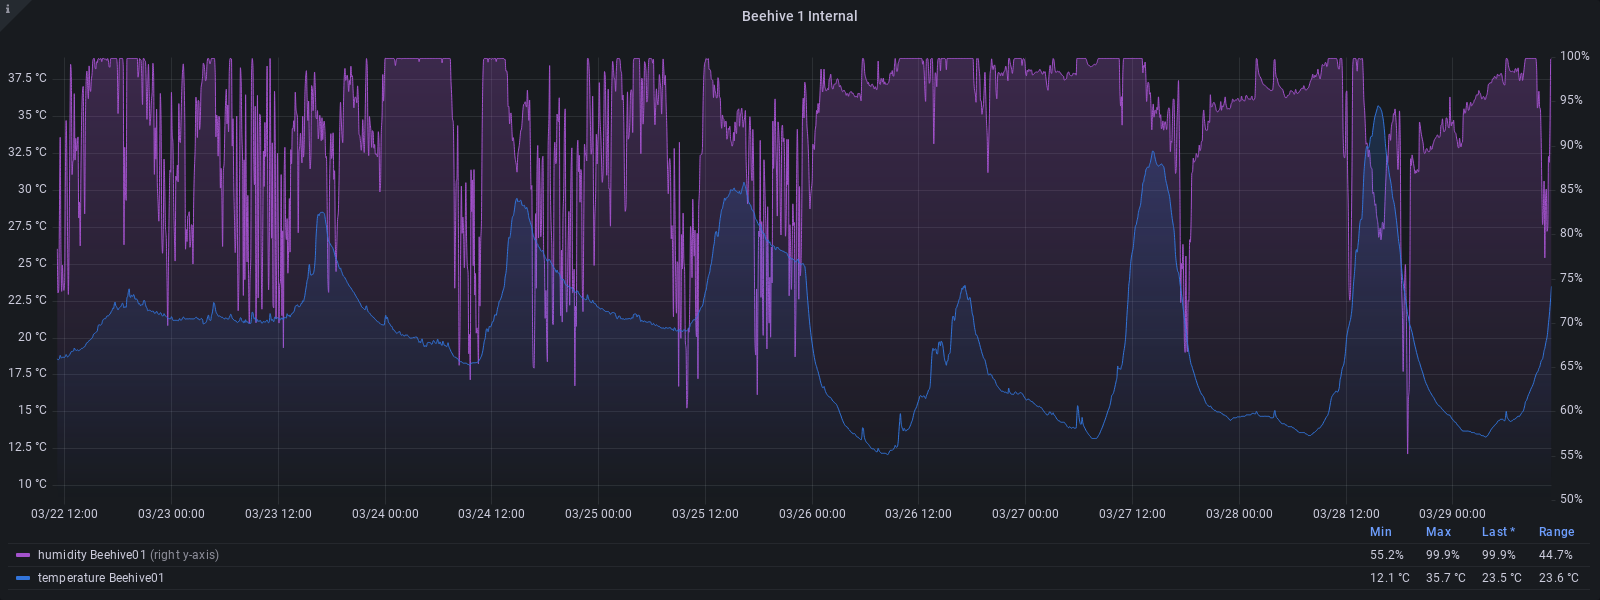 i
Beehive 1 Internal
37.5 °C
35 °C
32.5 °C
30 °C
27.5 °C
25 °C
22.5 °C
20 °C
17.5 °C
15 °C
12.5 °C
10 °C
100%
95%
90%
85%
80%
75%
70%
65%
60%
55%
50%
03/22 12:00 03/23 00:00 03/23 12:00 03/24 00:00 03/24 12:00 03/25 00:00 03/25 12:00 03/26 00:00 03/26 12:00 03/27 00:00 03/27 12:00 03/28 00:00 03/28 12:00 03/29 00:00
Min Max Last * Range
humidity Beehive01 (right y-axis) 55.2% 99.9% 99.9% 44.7%
temperature Beehive01 12.1 °C 35.7 °C 23.5 °C 23.6 °C